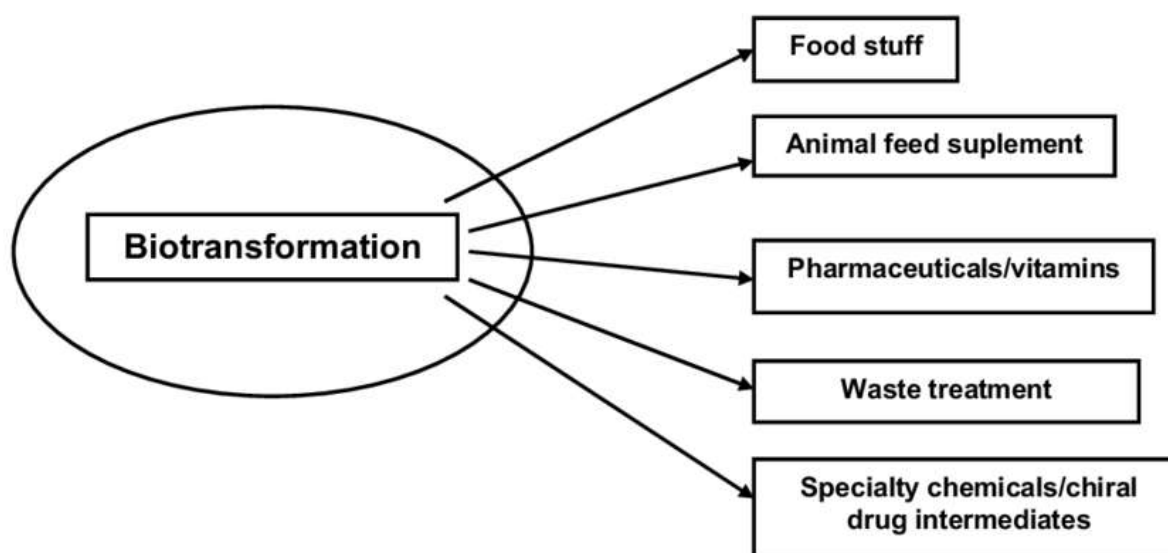 Food stuff
Animal feed suplement
Biotransformation
Pharmaceuticals/vitamins
Waste treatment
Specialty chemicals/chiral
drug intermediates